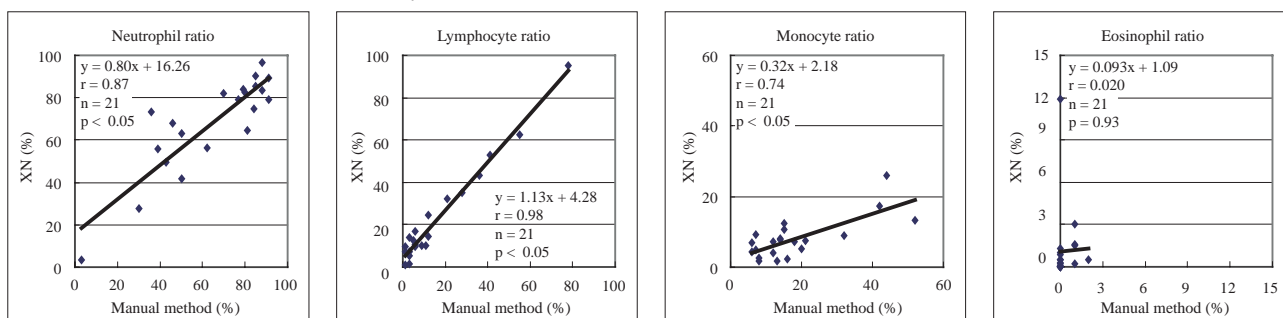 Neutrophil ratio
y = 0.80x + 16.26
r = 0.87
n = 21
p < 0.05
100
80
60
40
20
0
XN (%)
0 20 40 60 80 100
Manual method (%)
Lymphocyte ratio
100
80
60
40
20
0
XN (%)
y = 1.13x + 4.28
r = 0.98
n = 21
p < 0.05
0 20 40 60 80 100
Manual method (%)
Monocyte ratio
y = 0.32x + 2.18
r = 0.74
n = 21
p < 0.05
60
40
20
0
XN (%)
0 20 40 60
Manual method (%)
Eosinophil ratio
y = 0.093x + 1.09
r = 0.020
n = 21
p = 0.93
15
12
9
6
3
0
XN (%)
0 3 6 9 12 15
Manual method (%)